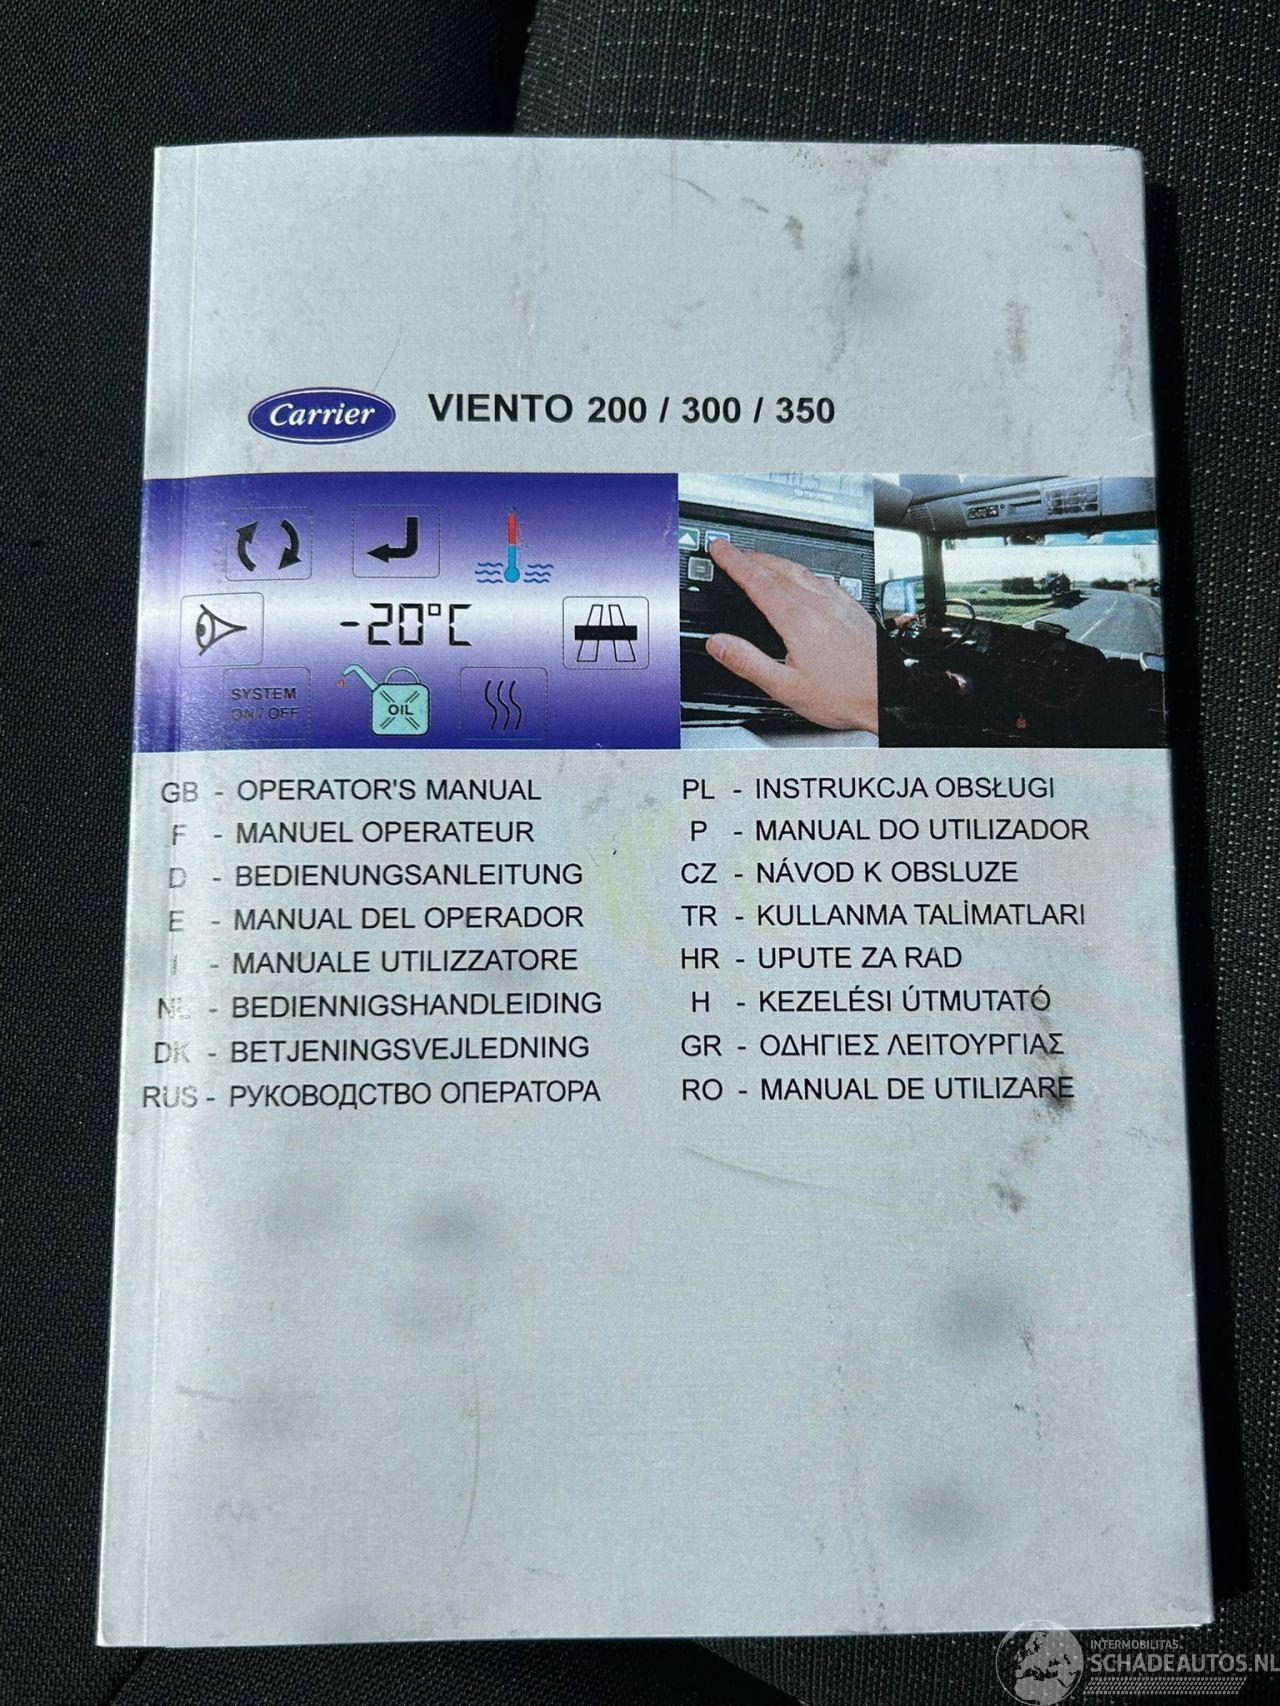 Carrier VIENTO 200 / 300 / 350
-20°C
SYSTEM
ON / OFF
OIL
GB - OPERATOR'S MANUAL
F - MANUEL OPERATEUR
D - BEDIENUNGSANLEITUNG
E - MANUAL DEL OPERADOR
I - MANUALE UTILIZZATORE
NL - BEDIENNIGSHANDLEIDING
DK - BETJENINGSVEJLEDNING
RUS - РУКОВОДСТВО ОПЕРАТОРА
PL - INSTRUKCJA OBSŁUGI
P - MANUAL DO UTILIZADOR
CZ - NÁVOD K OBSLUZE
TR - KULLANMA TALİMATLARI
HR - UPUTE ZA RAD
H - KEZELÉSI ÚTMUTATÓ
GR - ΟΔΗΓΙΕΣ ΛΕΙΤΟΥΡΓΙΑΣ
RO - MANUAL DE UTILIZARE
INTERMOBILITAS
SCHADEAUTOS.NL